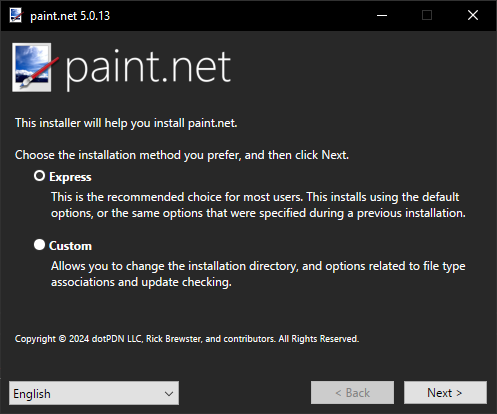 paint.net 5.0.13
paint.net
This installer will help you install paint.net.
Choose the installation method you prefer, and then click Next.
Express
This is the recommended choice for most users. This installs using the default
options, or the same options that were specified during a previous installation.
Custom
Allows you to change the installation directory, and options related to file type
associations and update checking.
Copyright © 2024 dotPDN LLC, Rick Brewster, and contributors. All Rights Reserved.
English
< Back
Next >